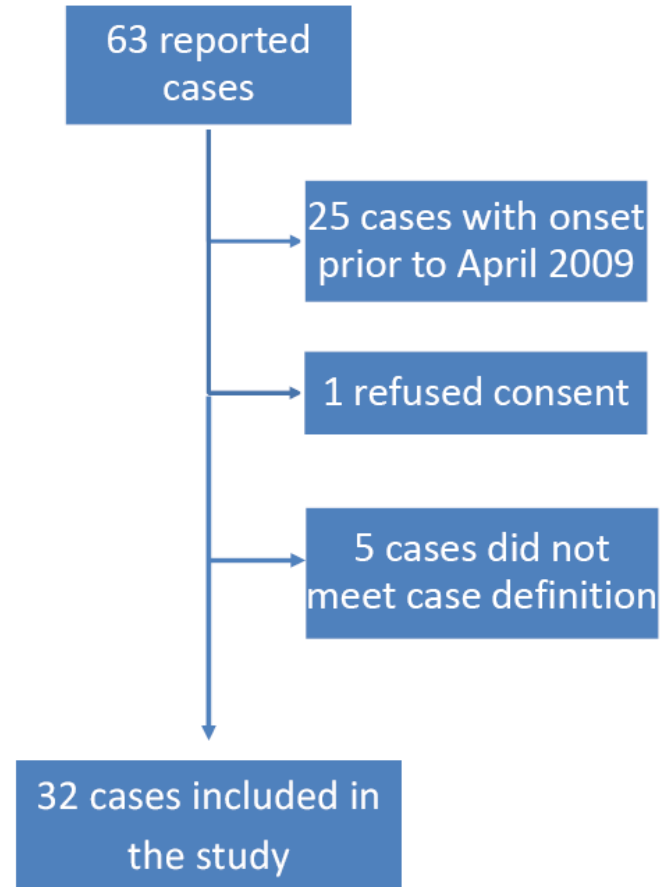 63 reported
cases
25 cases with onset
prior to April 2009
1 refused consent
5 cases did not
meet case definition
32 cases included in
the study